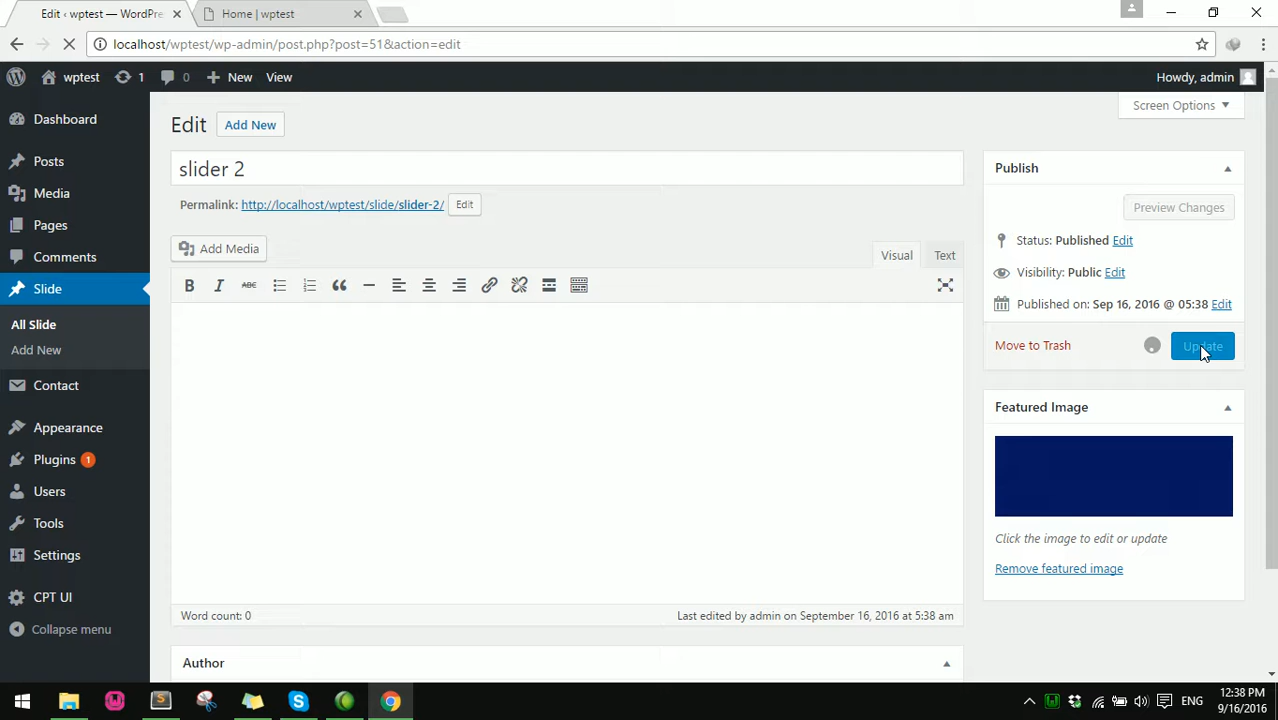 Edit ‹ wptest — WordPre
Home | wptest
localhost/wptest/wp-admin/post.php?post=51&action=edit
wptest
1
0
New
View
Howdy, admin
Screen Options
Dashboard
Posts
Media
Pages
Comments
Slide
All Slide
Add New
Contact
Appearance
Plugins 1
Users
Tools
Settings
CPT UI
Collapse menu
Edit
Add New
slider 2
Permalink: http://localhost/wptest/slide/slider-2/
Edit
Add Media
Visual
Text
B
I
ABC
Word count: 0
Last edited by admin on September 16, 2016 at 5:38 am
Author
Publish
Preview Changes
Status: Published Edit
Visibility: Public Edit
Published on: Sep 16, 2016 @ 05:38 Edit
Move to Trash
Update
Featured Image
Click the image to edit or update
Remove featured image
ENG
12:38 PM
9/16/2016